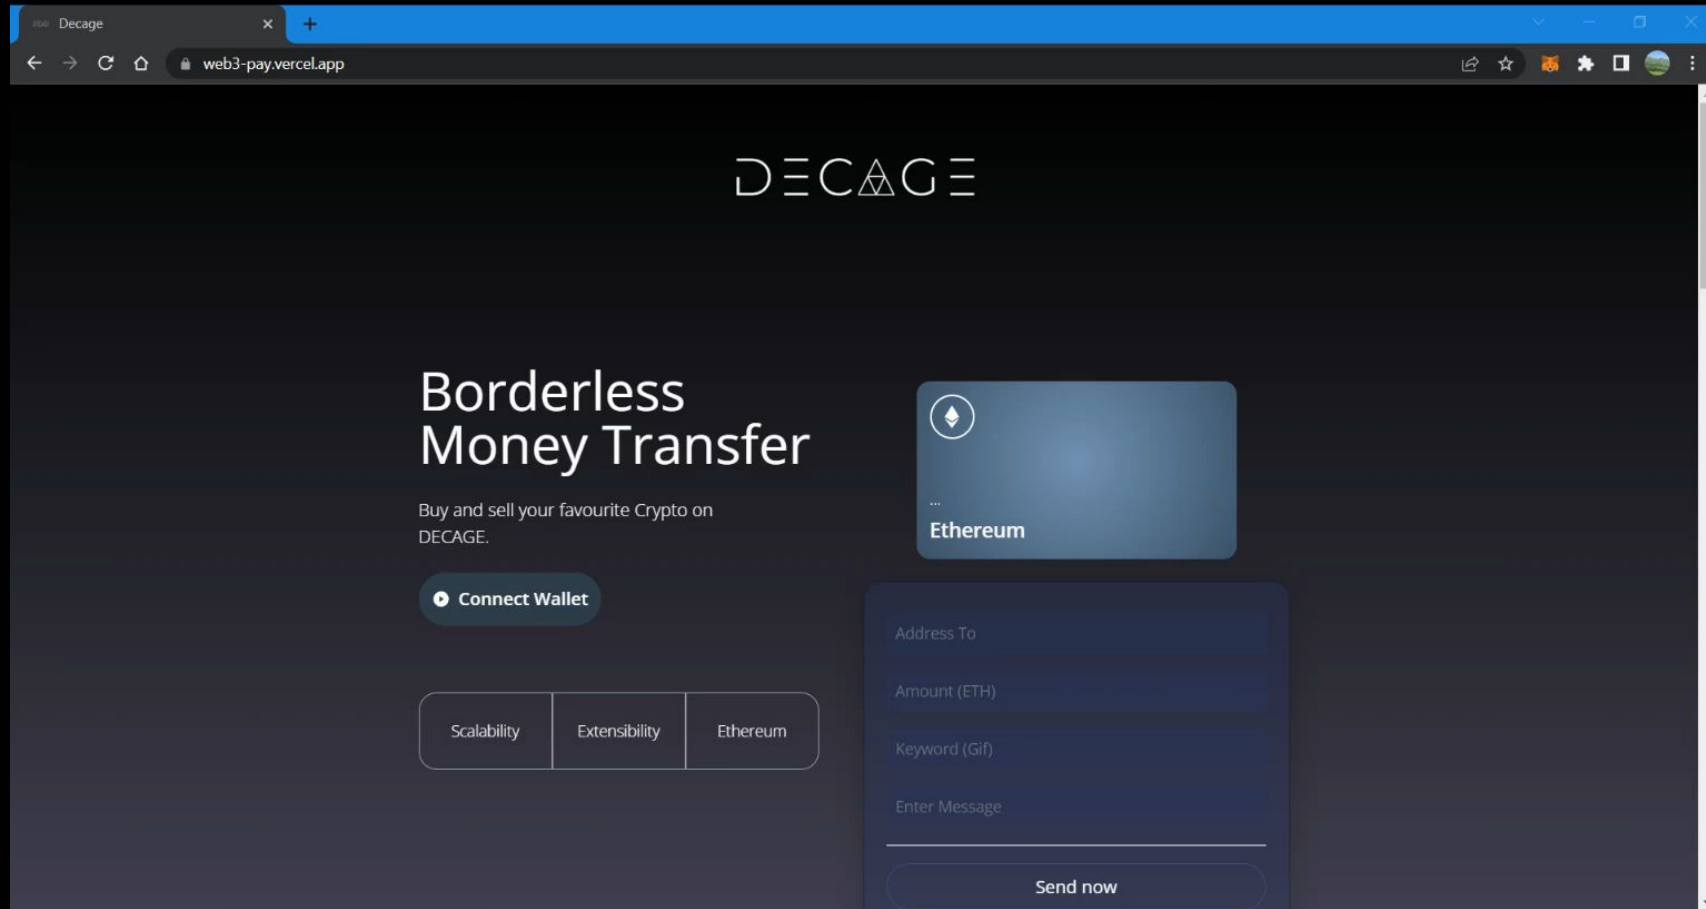 Decage
web3-pay.vercel.app
DECAGE
Borderless
Money Transfer
Buy and sell your favourite Crypto on
DECAGE.
Connect Wallet
Scalability Extensibility Ethereum
...
Ethereum
Address To
Amount (ETH)
Keyword (Gif)
Enter Message
Send now